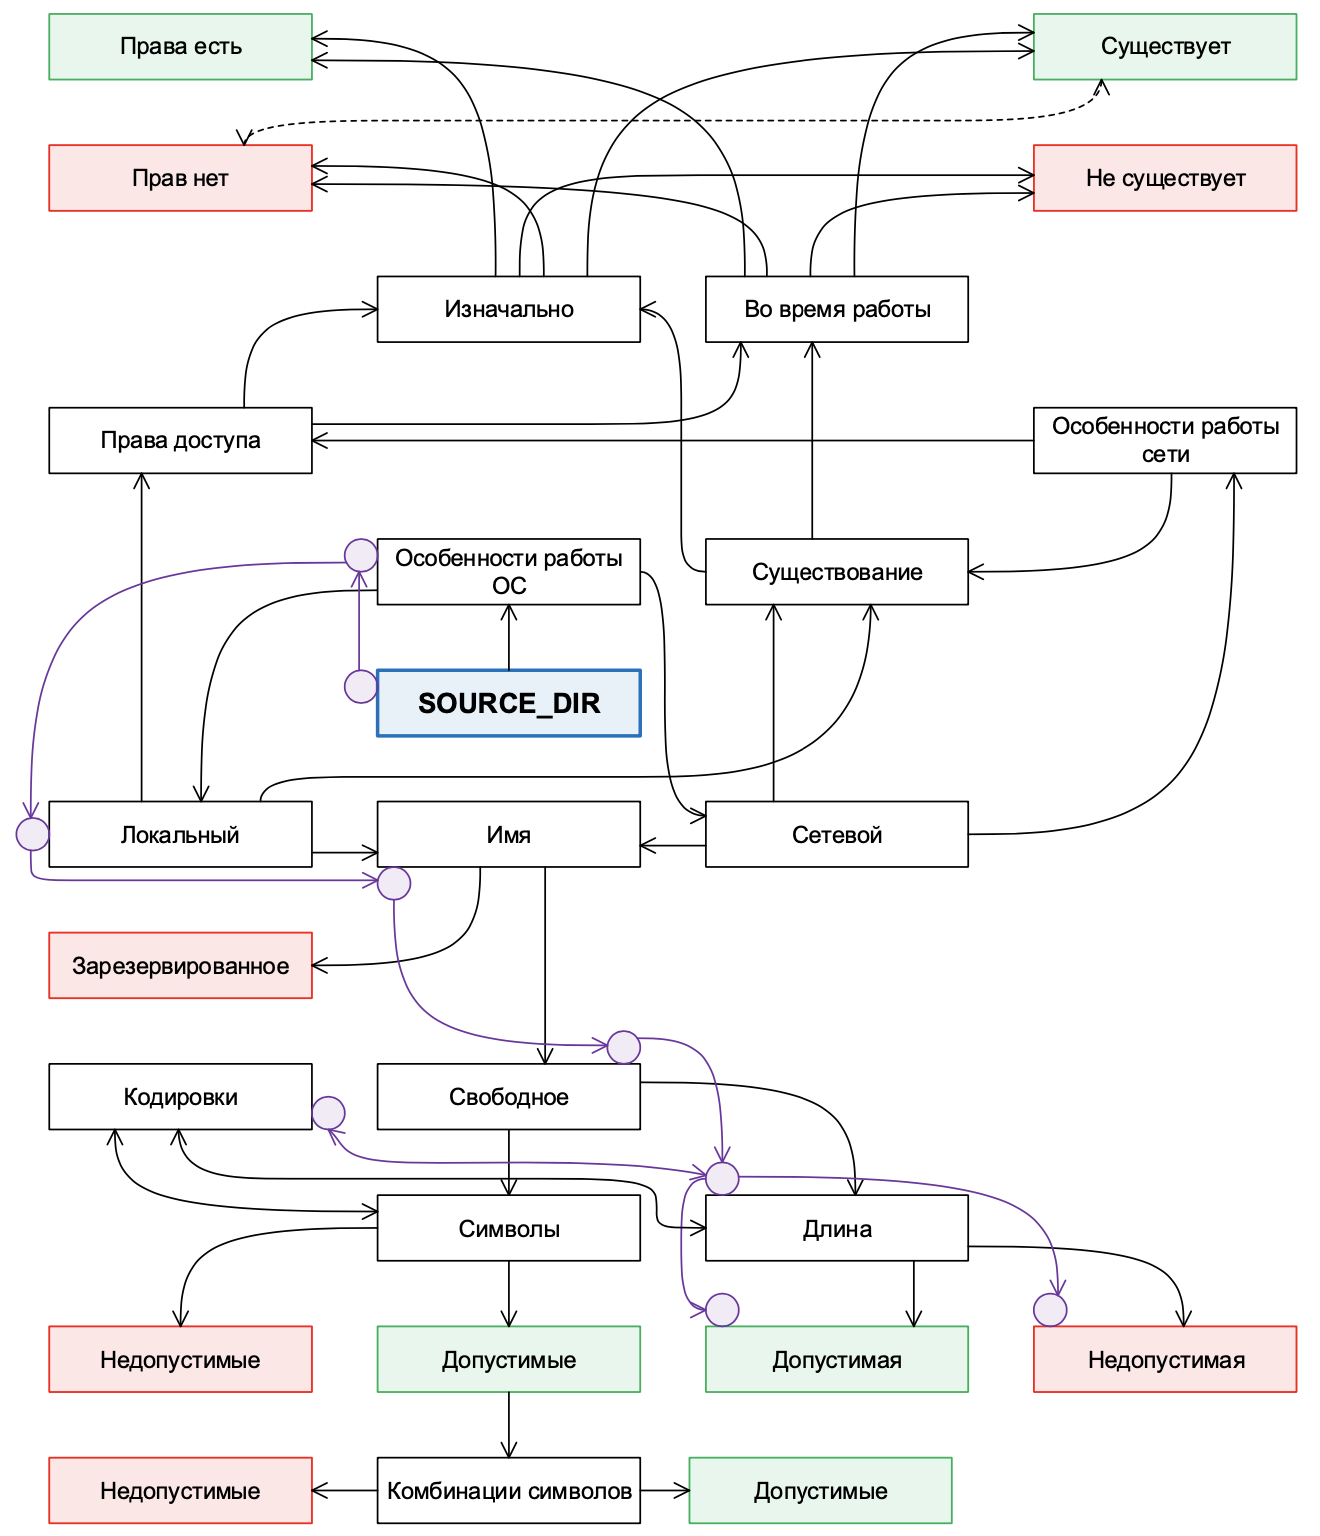 Права есть
Существует
Прав нет
Не существует
Изначально
Во время работы
Права доступа
Особенности работы
сети
Особенности работы
ОС
Существование
SOURCE_DIR
Локальный
Имя
Сетевой
Зарезервированное
Кодировки
Свободное
Символы
Длина
Недопустимые
Допустимые
Допустимая
Недопустимая
Недопустимые
Комбинации символов
Допустимые